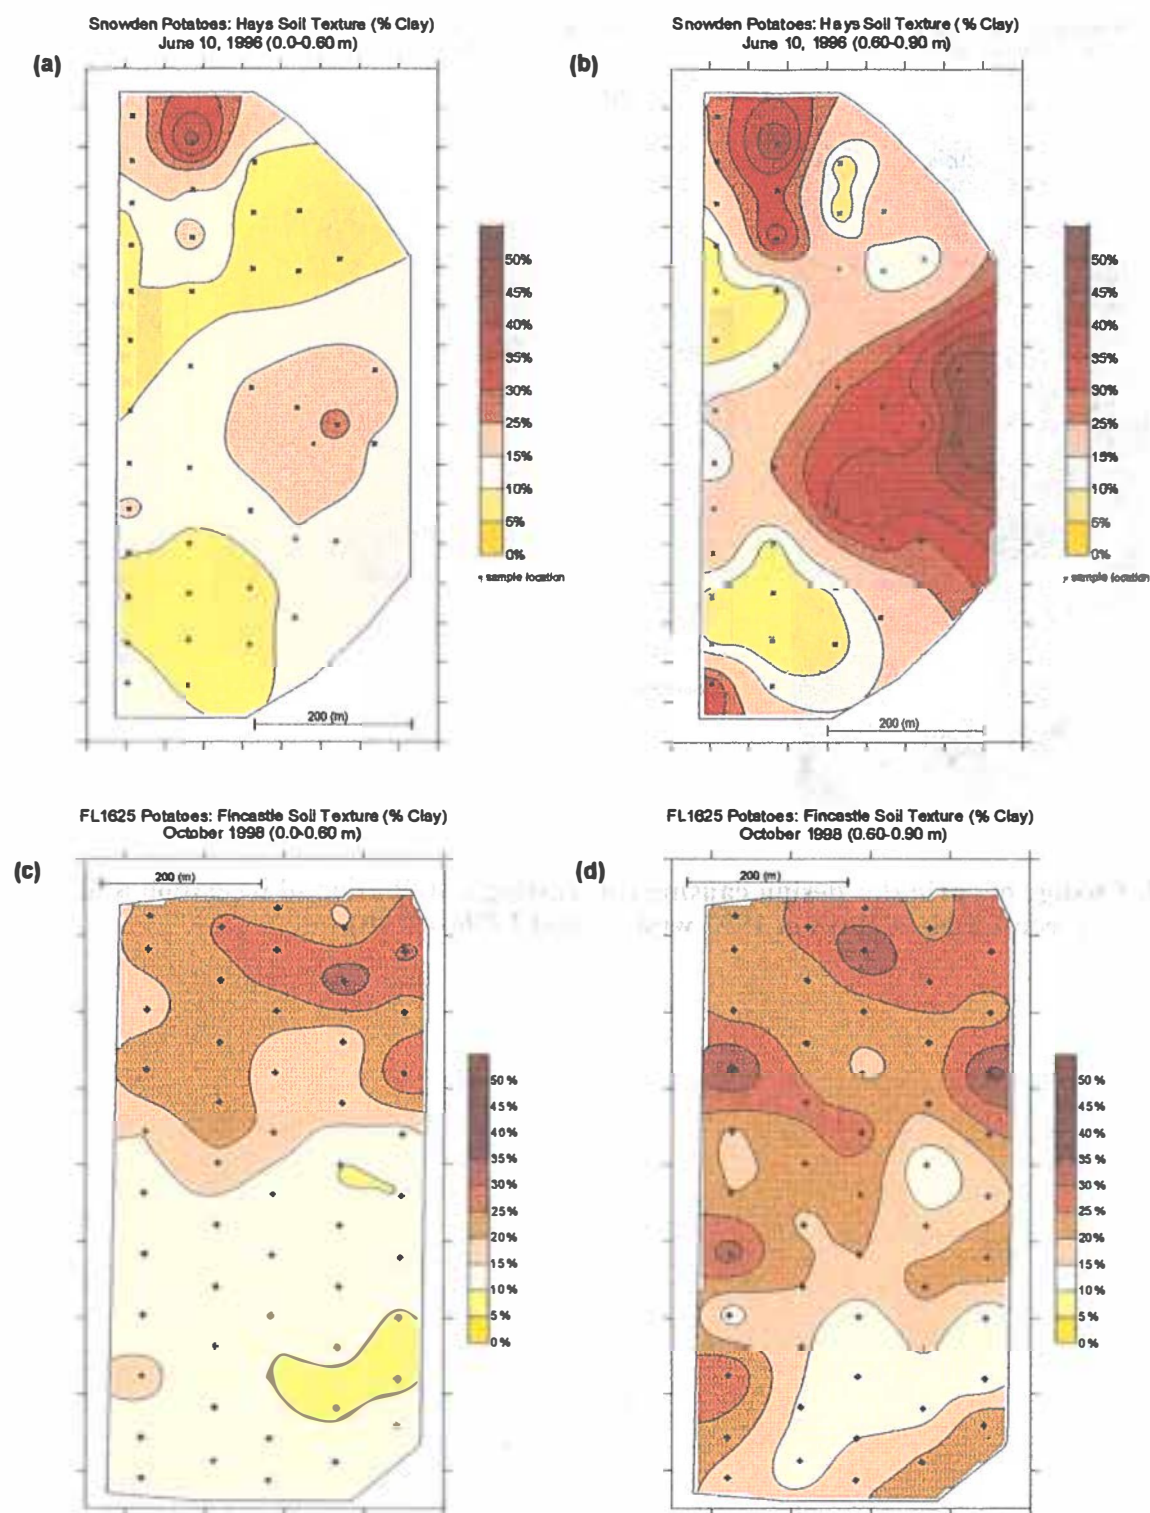 Snowden Potatoes: Hays Soil Texture (% Clay)
June 10, 1996 (0.0-0.60 m)
(a)
50%
45%
40%
35%
30%
25%
15%
10%
5%
0%
sample location
200 (m)
Snowden Potatoes: Hays Soil Texture (% Clay)
June 10, 1996 (0.60-0.90 m)
(b)
50%
45%
40%
35%
30%
25%
15%
10%
5%
0%
sample location
200 (m)
FL1625 Potatoes: Fincastle Soil Texture (% Clay)
October 1998 (0.0-0.60 m)
(c)
200 (m)
50 %
45 %
40 %
35 %
30 %
25 %
20 %
15 %
10 %
5 %
0 %
FL1625 Potatoes: Fincastle Soil Texture (% Clay)
October 1998 (0.60-0.90 m)
(d)
200 (m)
50 %
45 %
40 %
35 %
30 %
25 %
20 %
15 %
10 %
5 %
0 %